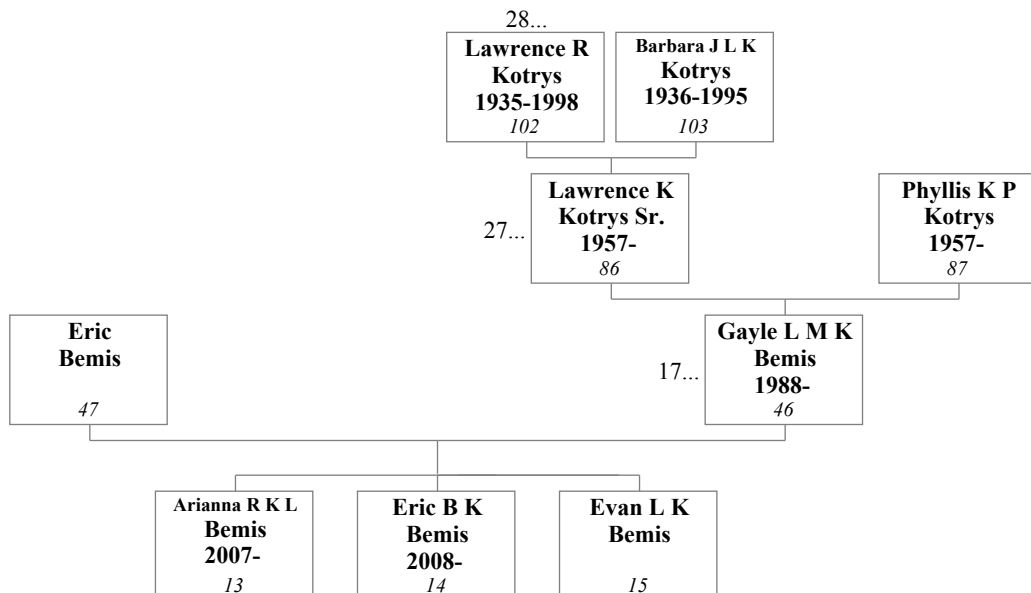 28...
Lawrence R
Kotrys
1935-1998
102
Barbara J L K
Kotrys
1936-1995
103
27...
Lawrence K
Kotrys Sr.
1957-
86
Phyllis K P
Kotrys
1957-
87
Eric
Bemis
47
17...
Gayle L M K
Bemis
1988-
46
Arianna R K L
Bemis
2007-
13
Eric B K
Bemis
2008-
14
Evan L K
Bemis
15